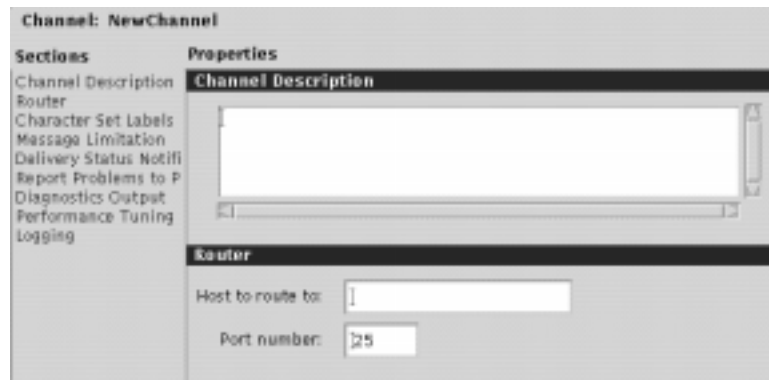 Channel: NewChannel
Sections
Channel Description
Router
Character Set Labels
Message Limitation
Delivery Status Notifi
Report Problems to P
Diagnostics Output
Performance Tuning
Logging
Properties
Channel Description
Router
Host to route to:
Port number: 25